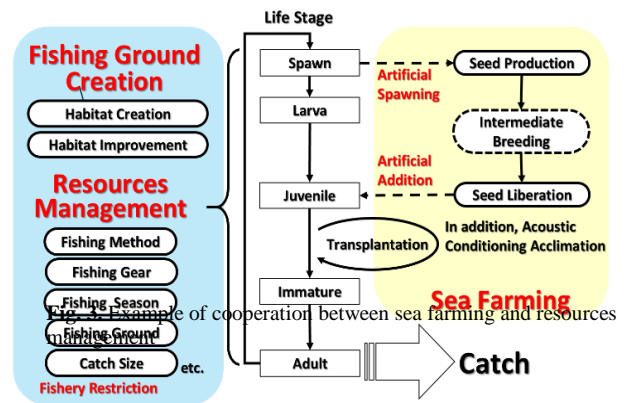 Life Stage
Fishing Ground
Creation
Habitat Creation
Habitat Improvement
Resources
Management
Fishing Method
Fishing Gear
Fishing Season
Fishing Ground
Catch Size
etc.
Fishery Restriction
Spawn
Larva
Juvenile
Transplantation
Immature
Adult
Artificial
Spawning
Artificial
Addition
Seed Production
Intermediate
Breeding
Seed Liberation
In addition, Acoustic
Conditioning Acclimation
Sea Farming
Catch
Fig. 3. Example of cooperation between sea farming and resources
management